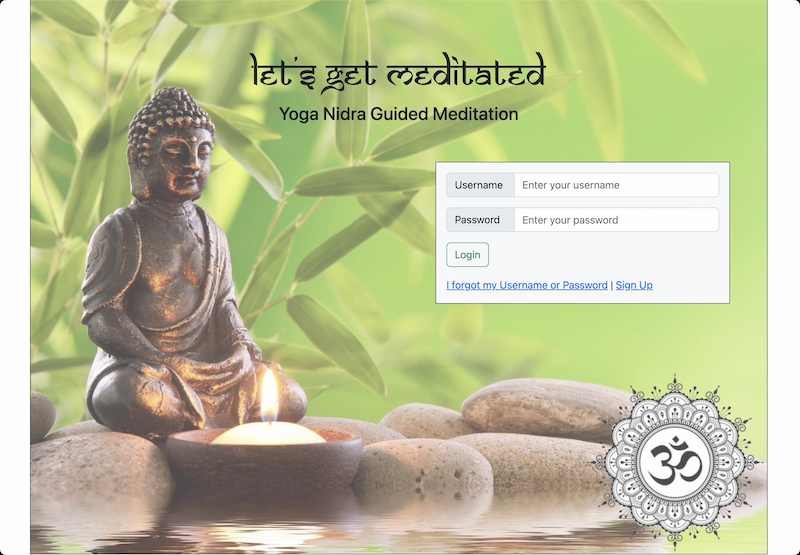 let's get meditated
Yoga Nidra Guided Meditation
Username Enter your username
Password Enter your password
Login
I forgot my Username or Password | Sign Up
ॐ